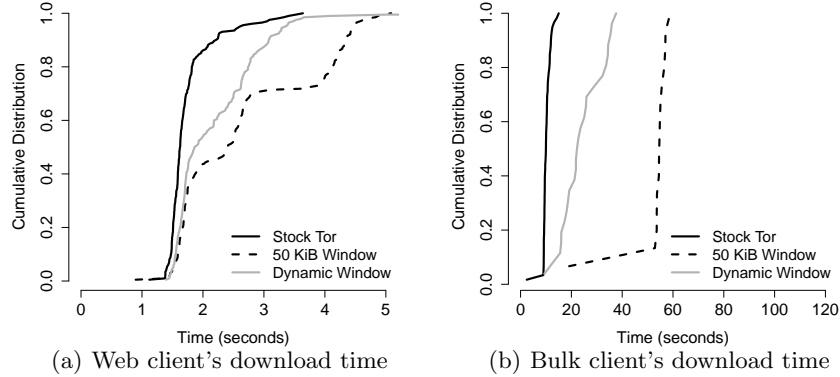 1.0
0.8
0.6
0.4
0.2
0.0
Cumulative Distribution
Stock Tor
50 KiB Window
Dynamic Window
0 1 2 3 4 5
Time (seconds)
(a) Web client's download time
1.0
0.8
0.6
0.4
0.2
0.0
Cumulative Distribution
Stock Tor
50 KiB Window
Dynamic Window
0 20 40 60 80 100 120
Time (seconds)
(b) Bulk client's download time